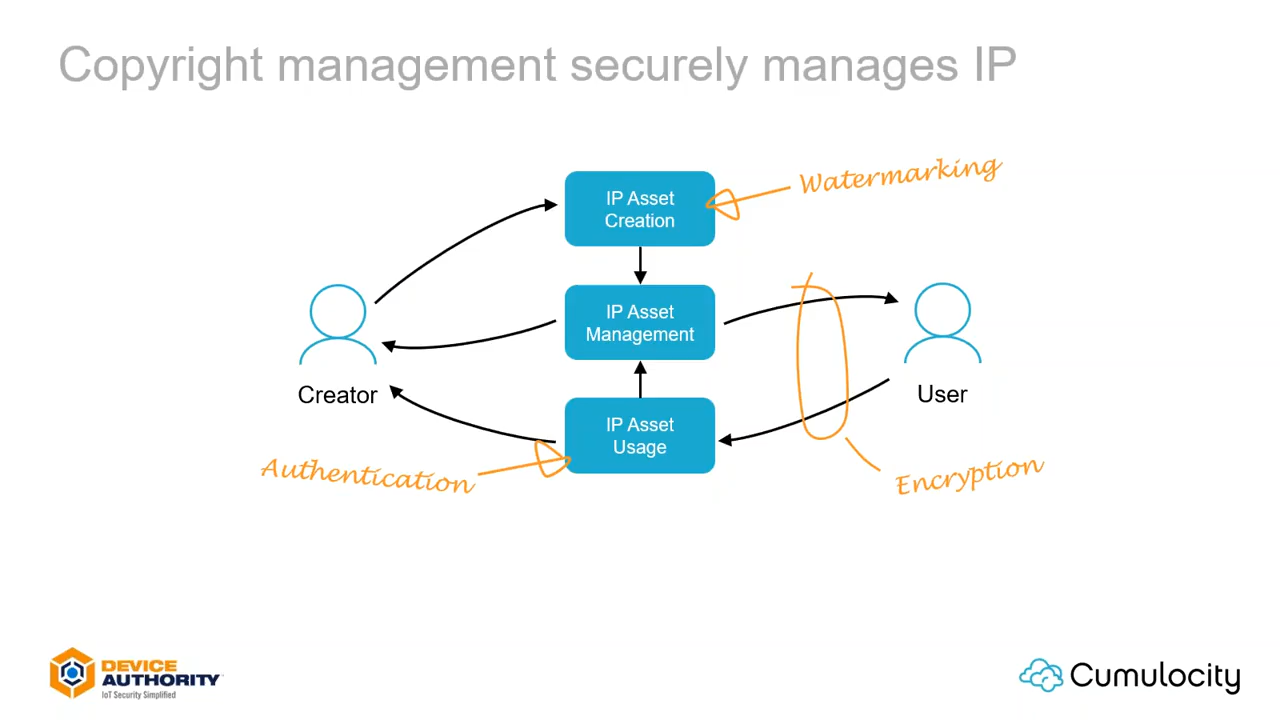 Copyright management securely manages IP
Watermarking
IP Asset
Creation
IP Asset
Management
Creator
User
IP Asset
Usage
Authentication
Encryption
DEVICE
AUTHORITY
IoT Security Simplified
Cumulocity